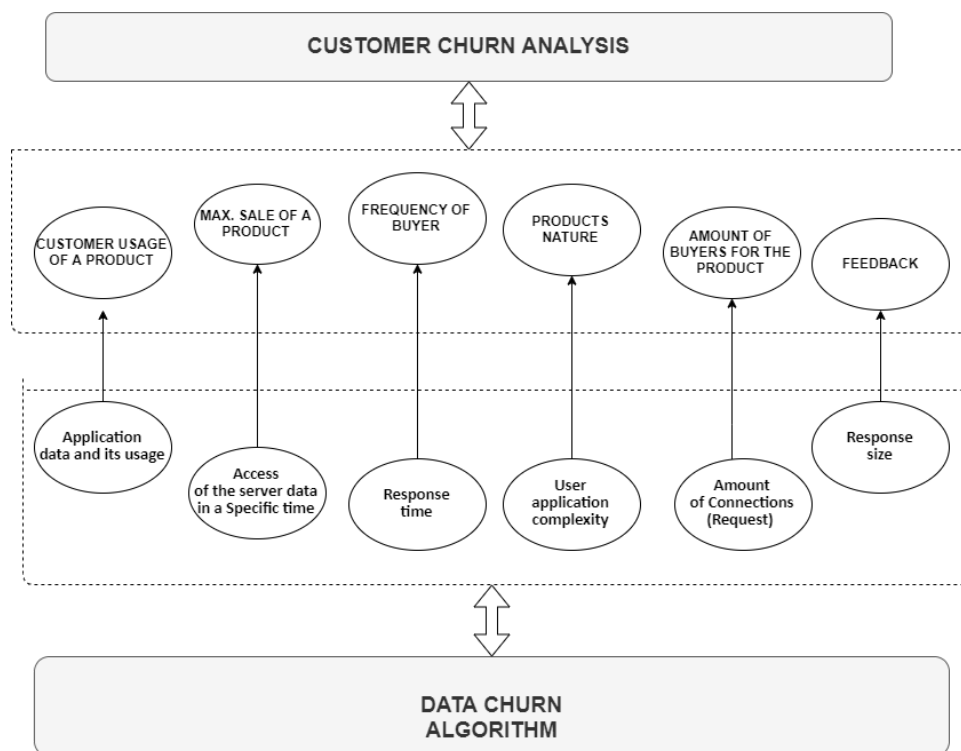 CUSTOMER CHURN ANALYSIS
CUSTOMER USAGE
OF A PRODUCT
MAX. SALE OF A
PRODUCT
FREQUENCY OF
BUYER
PRODUCTS
NATURE
AMOUNT OF
BUYERS FOR THE
PRODUCT
FEEDBACK
Application
data and its usage
Access
of the server data
in a Specific time
Response
time
User
application
complexity
Amount
of Connections
(Request)
Response
size
DATA CHURN
ALGORITHM